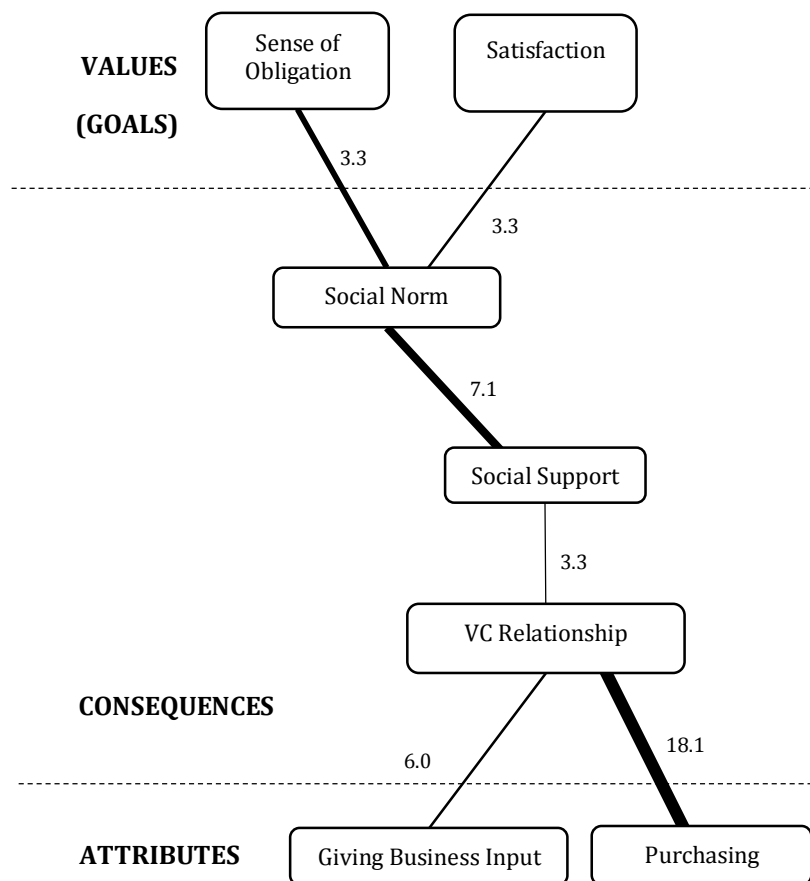 Sense of
Obligation
Satisfaction
VALUES
(GOALS)
3.3
3.3
Social Norm
7.1
Social Support
3.3
VC Relationship
CONSEQUENCES
6.0
18.1
ATTRIBUTES
Giving Business Input
Purchasing